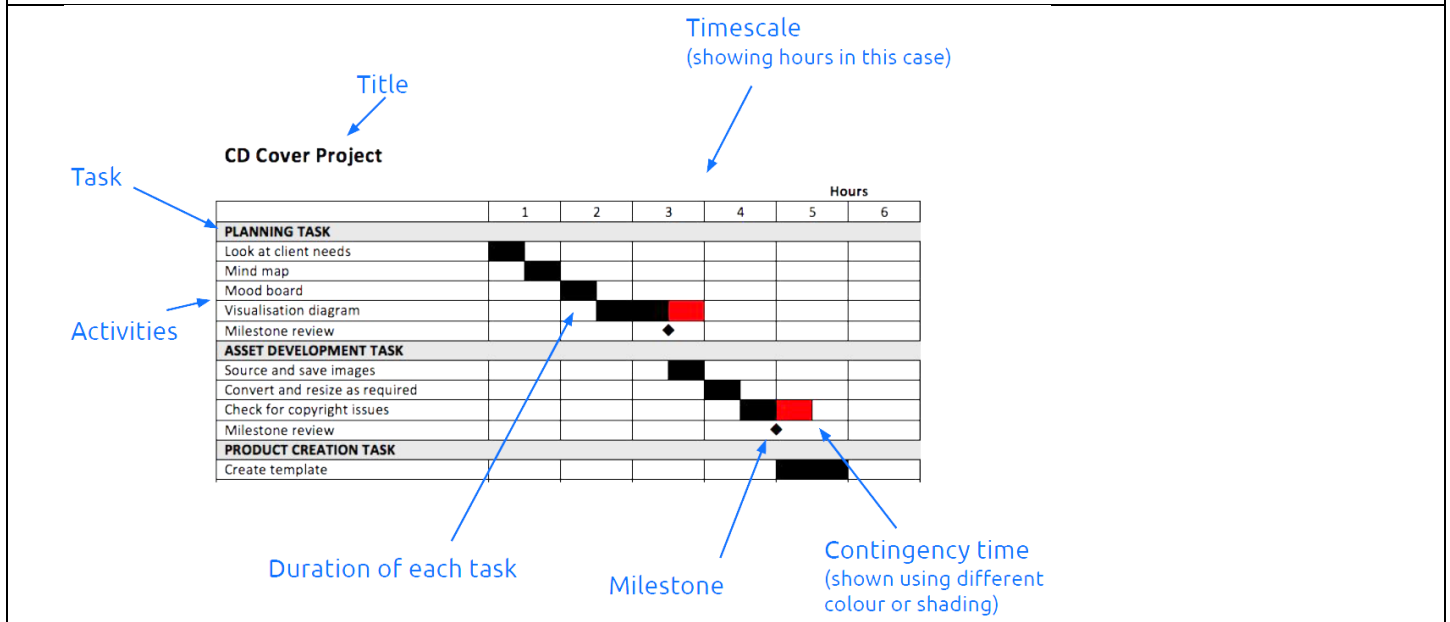 Timescale
(showing hours in this case)
Title
CD Cover Project
Task
Hours
1 2 3 4 5 6
PLANNING TASK
Look at client needs
Mind map
Mood board
Visualisation diagram
Activities
Milestone review
ASSET DEVELOPMENT TASK
Source and save images
Convert and resize as required
Check for copyright issues
Milestone review
PRODUCT CREATION TASK
Create template
Duration of each task
Milestone
Contingency time
(shown using different
colour or shading)